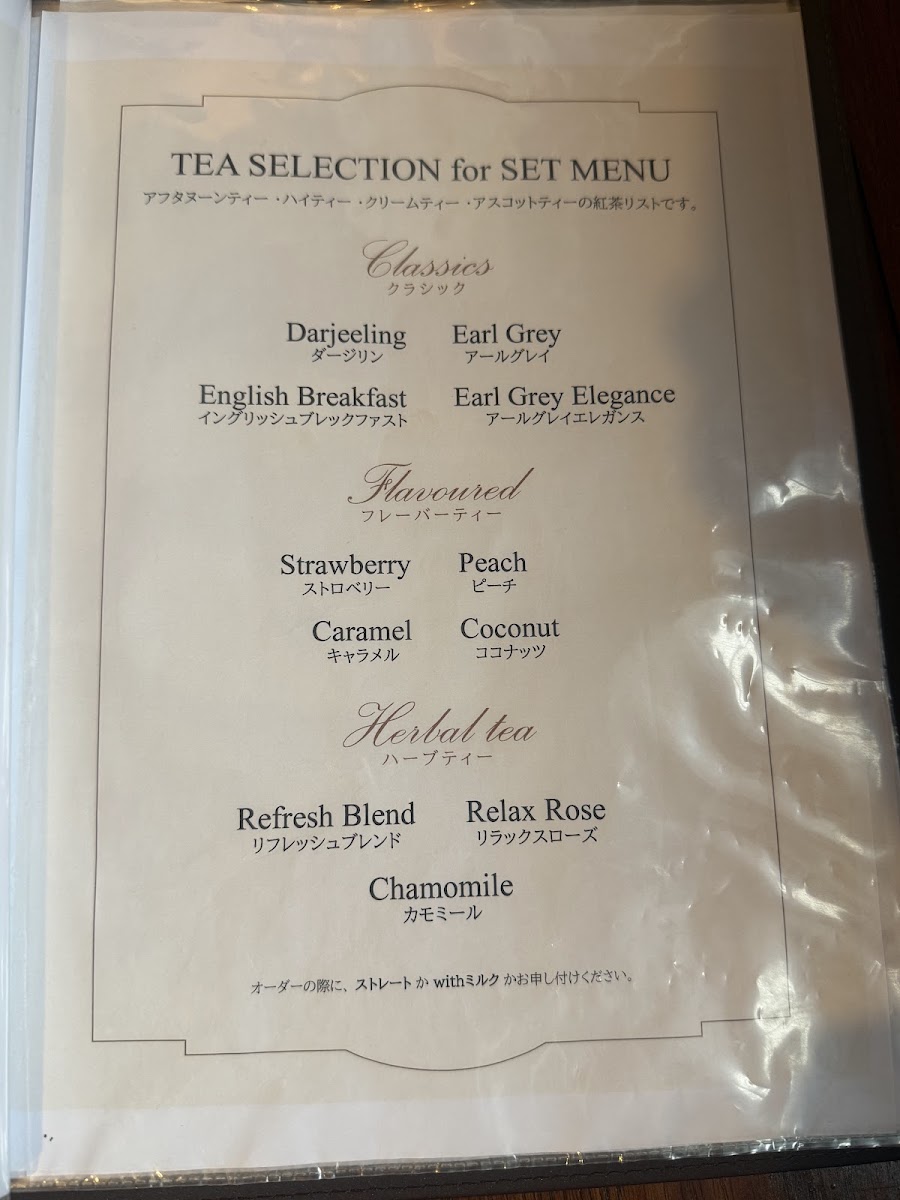 TEA SELECTION for SET MENU
アフタヌーンティー・ハイティー・クリームティー・アスコットティーの紅茶リストです。
Classics
クラシック
Darjeeling Earl Grey
ダージリン アールグレイ
English Breakfast Earl Grey Elegance
イングリッシュブレックファスト アールグレイエレガンス
Flavoured
フレーバーティー
Strawberry Peach
ストロベリー ピーチ
Caramel Coconut
キャラメル ココナッツ
Herbal tea
ハーブティー
Refresh Blend Relax Rose
リフレッシュブレンド リラックスローズ
Chamomile
カモミール
オーダーの際に、ストレートか withミルク かお申し付けください。